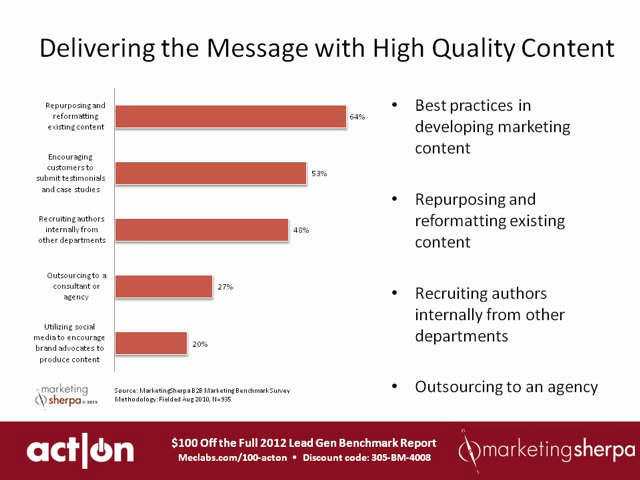 Delivering the Message with High Quality Content
Repurposing and
reformatting
existing content
64%
Encouraging
customers to
submit testimonials
and case studies
53%
Recruiting authors
internally from
other departments
48%
Outsourcing to a
consultant or
agency
27%
Utilizing social
media to encourage
brand advocates to
produce content
20%
• Best practices in
developing marketing
content
• Repurposing and
reformatting existing
content
• Recruiting authors
internally from other
departments
• Outsourcing to an agency
marketing
sherpa
Source: MarketingSherpa B2B Marketing Benchmark Survey
Methodology: Fielded Aug 2010, N=935
act|on
$100 Off the Full 2012 Lead Gen Benchmark Report
Meclabs.com/100-acton • Discount code: 305-BM-4008
marketingsherpa